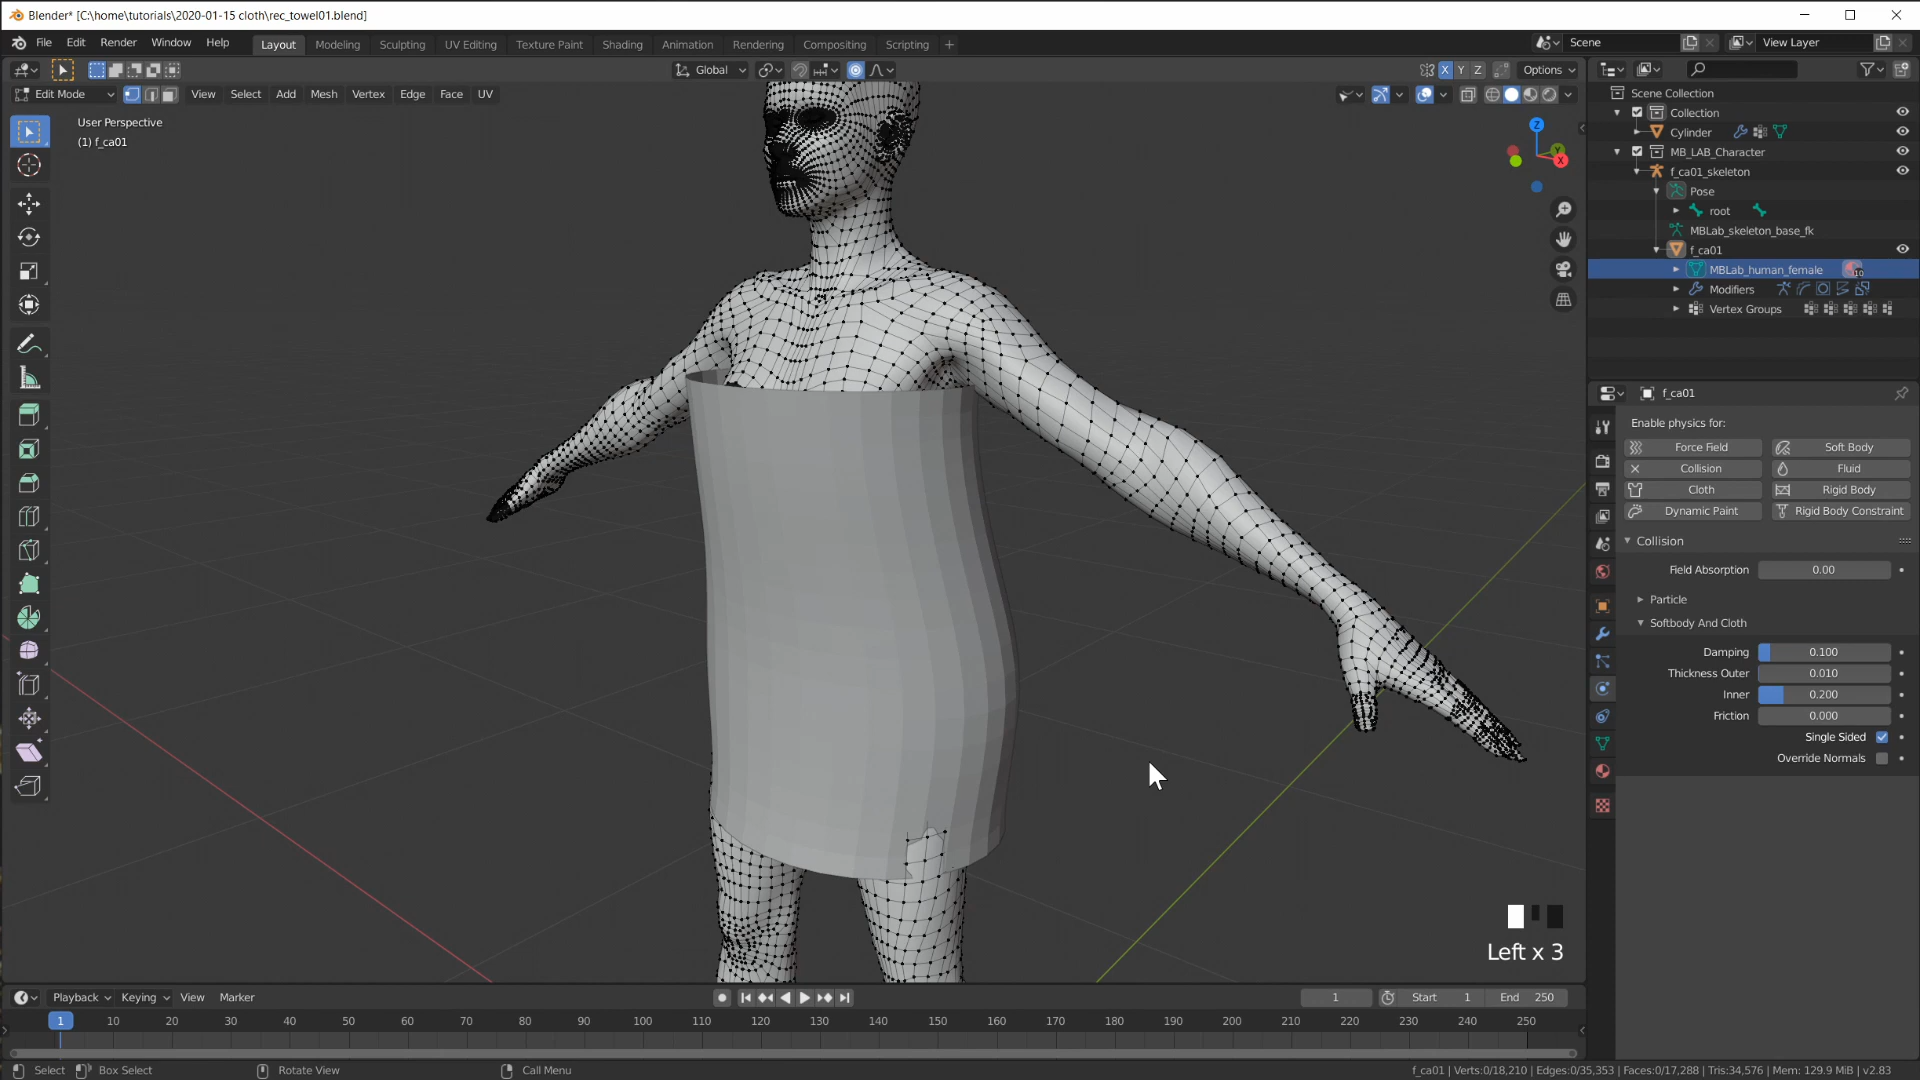 Blender* [C:\home\tutorials\2020-01-15 cloth\rec_towel01.blend]
File Edit Render Window Help Layout Modeling Sculpting UV Editing Texture Paint Shading Animation Rendering Compositing Scripting + Scene View Layer
Global X Y Z Options
Edit Mode View Select Add Mesh Vertex Edge Face UV
User Perspective
(1) f_ca01
Z
Y
X
Scene Collection
Collection
Cylinder
MB_LAB_Character
f_ca01_skeleton
Pose
root
MBLab_skeleton_base_fk
f_ca01
MBLab_human_female 10
Modifiers
Vertex Groups
f_ca01
Enable physics for:
Force Field Soft Body
Collision Fluid
Cloth Rigid Body
Dynamic Paint Rigid Body Constraint
Collision
Field Absorption 0.00
Particle
Softbody And Cloth
Damping 0.100
Thickness Outer 0.010
Inner 0.200
Friction 0.000
Single Sided
Override Normals
Left x 3
Playback Keying View Marker 1 Start 1 End 250
1 10 20 30 40 50 60 70 80 90 100 110 120 130 140 150 160 170 180 190 200 210 220 230 240 250
Select Box Select Rotate View Call Menu f_ca01 | Verts:0/18,210 | Edges:0/35,353 | Faces:0/17,288 | Tris:34,576 | Mem: 129.9 MiB | v2.83